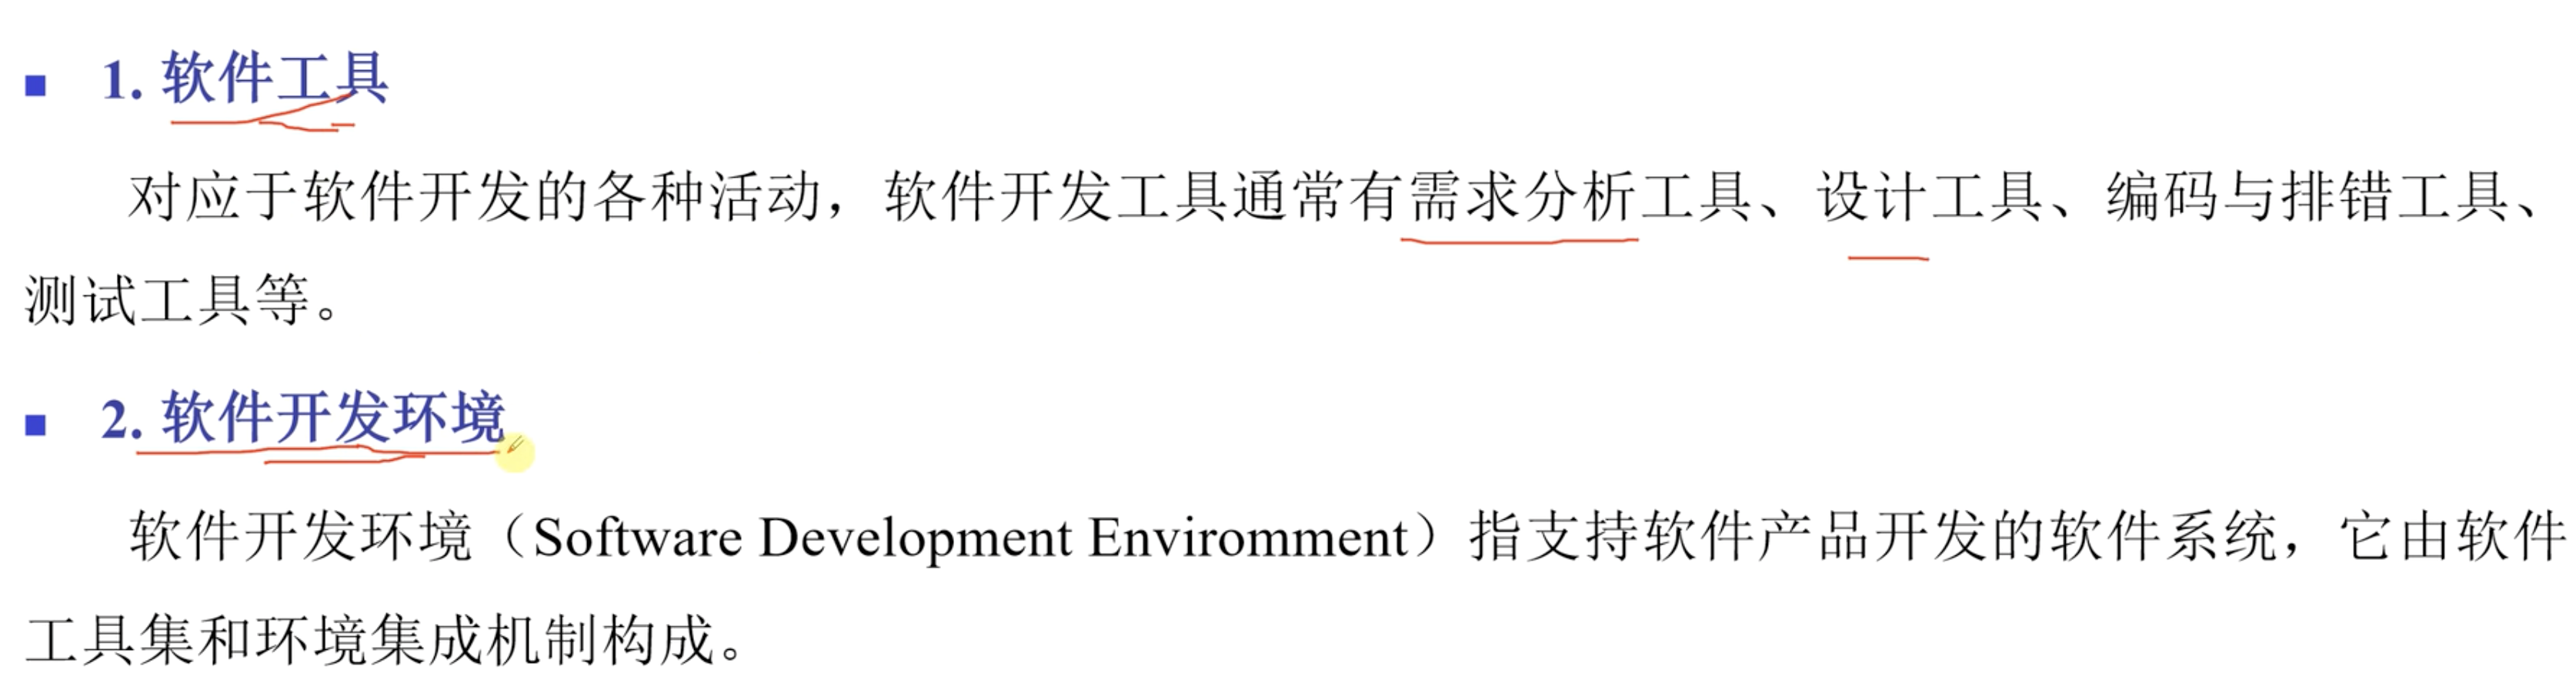 1. 软件工具
对应于软件开发的各种活动，软件开发工具通常有需求分析工具、设计工具、编码与排错工具、
测试工具等。
2. 软件开发环境
软件开发环境（Software Development Enviromment）指支持软件产品开发的软件系统，它由软件
工具集和环境集成机制构成。